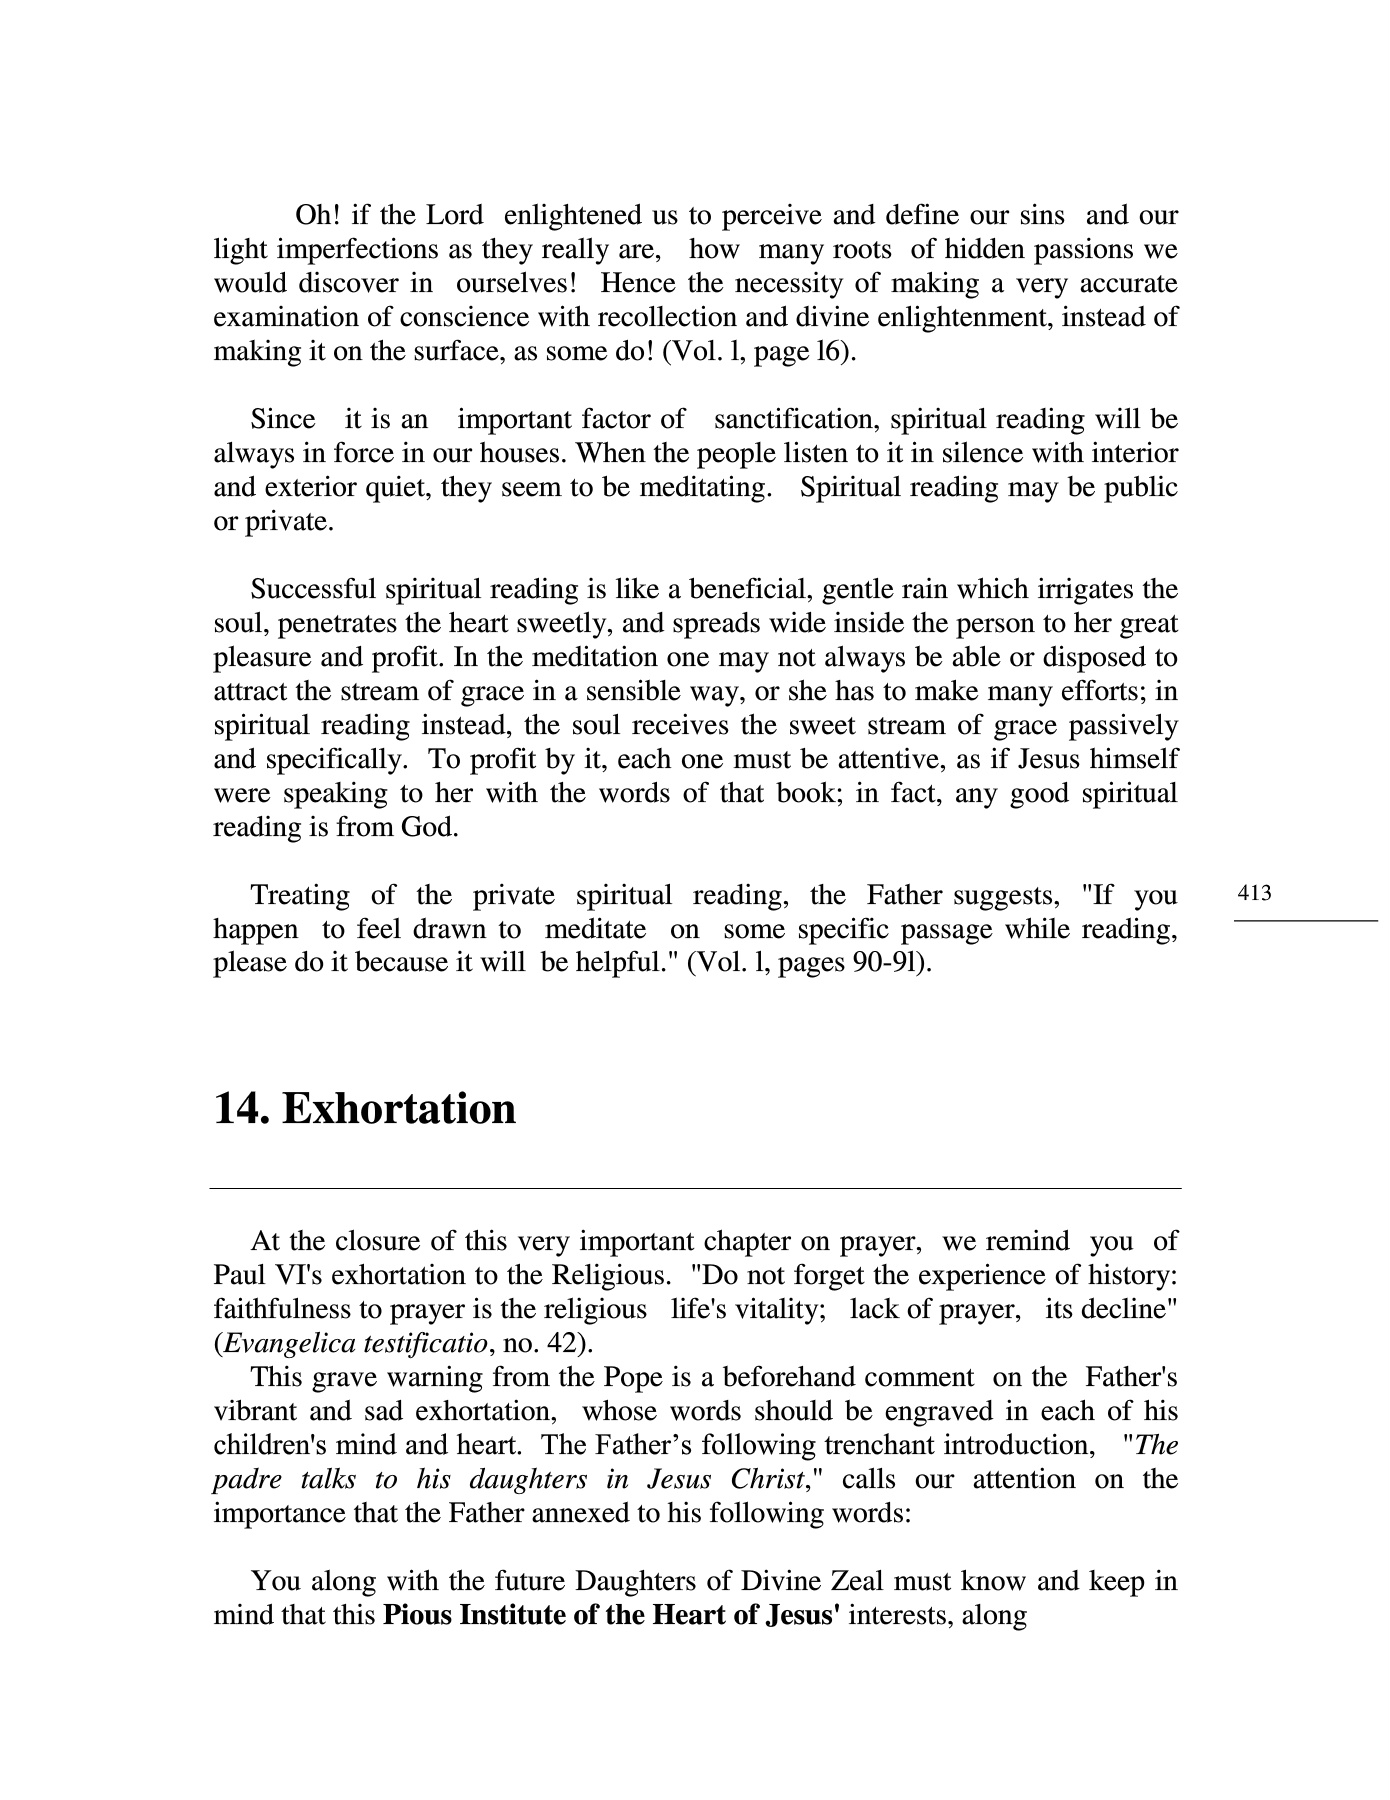 Oh! if the Lord enlightened us to perceive and define our sins and our
light imperfections as they really are, how many roots of hidden passions we
would discover in ourselves! Hence the necessity of making a very accurate
examination of conscience with recollection and divine enlightenment, instead of
making it on the surface, as some do! (Vol. l, page l6).
Since it is an important factor of sanctification, spiritual reading will be
always in force in our houses. When the people listen to it in silence with interior
and exterior quiet, they seem to be meditating. Spiritual reading may be public
or private.
Successful spiritual reading is like a beneficial, gentle rain which irrigates the
soul, penetrates the heart sweetly, and spreads wide inside the person to her great
pleasure and profit. In the meditation one may not always be able or disposed to
attract the stream of grace in a sensible way, or she has to make many efforts; in
spiritual reading instead, the soul receives the sweet stream of grace passively
and specifically. To profit by it, each one must be attentive, as if Jesus himself
were speaking to her with the words of that book; in fact, any good spiritual
reading is from God.
Treating of the private spiritual reading, the Father suggests, "If you
happen to feel drawn to meditate on some specific passage while reading,
please do it because it will be helpful." (Vol. l, pages 90-9l).
413
14. Exhortation
At the closure of this very important chapter on prayer, we remind you of
Paul VI's exhortation to the Religious. "Do not forget the experience of history:
faithfulness to prayer is the religious life's vitality; lack of prayer, its decline"
(Evangelica testificatio, no. 42).
This grave warning from the Pope is a beforehand comment on the Father's
vibrant and sad exhortation, whose words should be engraved in each of his
children's mind and heart. The Father’s following trenchant introduction, "The
padre talks to his daughters in Jesus Christ," calls our attention on the
importance that the Father annexed to his following words:
You along with the future Daughters of Divine Zeal must know and keep in
mind that this Pious Institute of the Heart of Jesus' interests, along